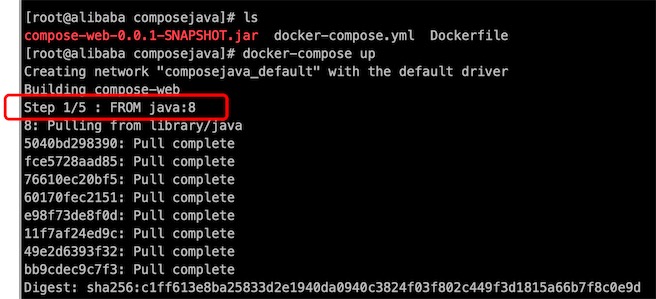 [root@alibaba composejava]# ls
compose-web-0.0.1-SNAPSHOT.jar  docker-compose.yml  Dockerfile
[root@alibaba composejava]# docker-compose up
Creating network "composejava_default" with the default driver
Building compose-web
Step 1/5 : FROM java:8
8: Pulling from library/java
5040bd298390: Pull complete
fce5728aad85: Pull complete
76610ec20bf5: Pull complete
60170fec2151: Pull complete
e98f73de8f0d: Pull complete
11f7af24ed9c: Pull complete
49e2d6393f32: Pull complete
bb9cdec9c7f3: Pull complete
Digest: sha256:c1ff613e8ba25833d2e1940da0940c3824f03f802c449f3d1815a66b7f8c0e9d